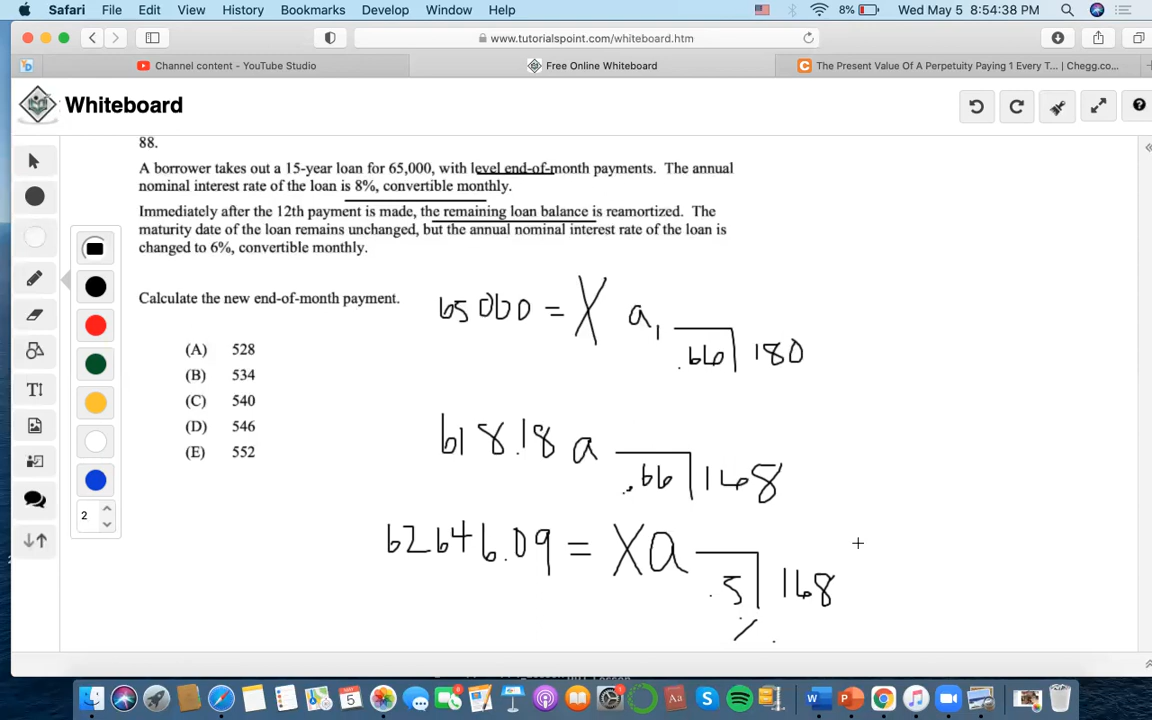 Safari File Edit View History Bookmarks Develop Window Help 8% Wed May 5 8:54:38 PM
www.tutorialspoint.com/whiteboard.htm
Channel content - YouTube Studio Free Online Whiteboard The Present Value Of A Perpetuity Paying 1 Every T... | Chegg.co...
Whiteboard
88.
A borrower takes out a 15-year loan for 65,000, with level end-of-month payments. The annual
nominal interest rate of the loan is 8%, convertible monthly.
Immediately after the 12th payment is made, the remaining loan balance is reamortized. The
maturity date of the loan remains unchanged, but the annual nominal interest rate of the loan is
changed to 6%, convertible monthly.
Calculate the new end-of-month payment.
65000 = X a
.66 180
(A) 528
(B) 534
(C) 540
(D) 546
(E) 552
618.18 a
.66 168
62646.09 = X a
.5 168
%
TI
2